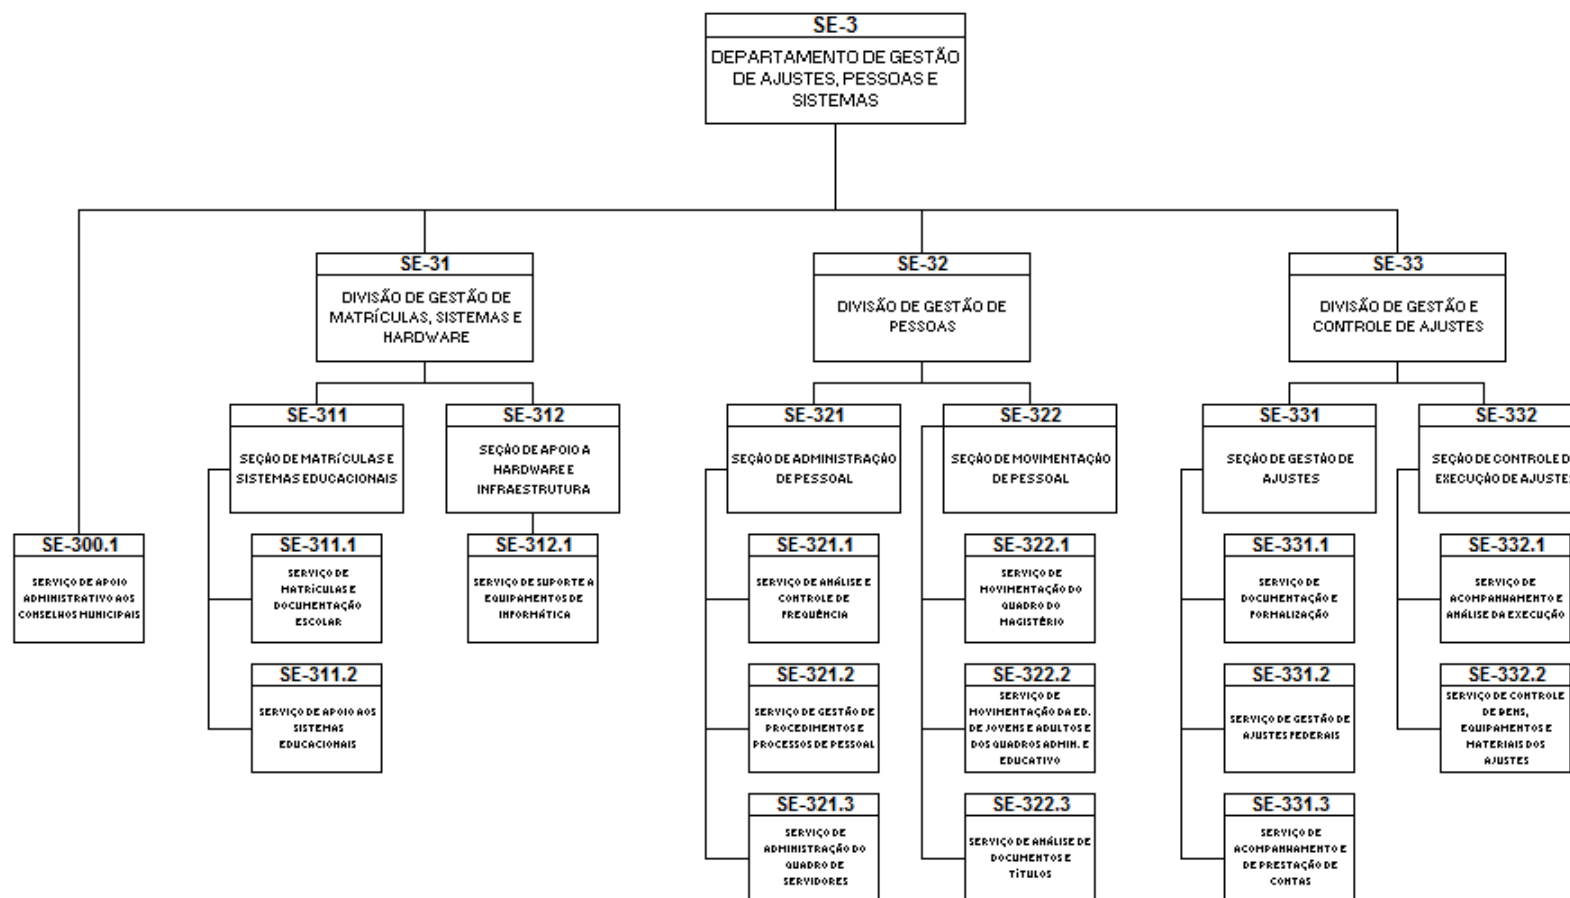 SE-3
DEPARTAMENTO DE GESTÃO
DE AJUSTES, PESSOAS E
SISTEMAS
SE-31
DIVISÃO DE GESTÃO DE
MATRÍCULAS, SISTEMAS E
HARDWARE
SE-32
DIVISÃO DE GESTÃO DE
PESSOAS
SE-33
DIVISÃO DE GESTÃO E
CONTROLE DE AJUSTES
SE-311
SEÇÃO DE MATRÍCULAS E
SISTEMAS EDUCACIONAIS
SE-312
SEÇÃO DE APOIO A
HARDWARE E
INFRAESTRUTURA
SE-321
SEÇÃO DE ADMINISTRAÇÃO
DE PESSOAL
SE-322
SEÇÃO DE MOVIMENTAÇÃO
DE PESSOAL
SE-331
SEÇÃO DE GESTÃO DE
AJUSTES
SE-332
SEÇÃO DE CONTROLE D
EXECUÇÃO DE AJUSTES
SE-300.1
SERVIÇO DE APOIO
ADMINISTRATIVO AOS
CONSELHOS MUNICIPAIS
SE-311.1
SERVIÇO DE
MATRÍCULAS E
DOCUMENTAÇÃO
ESCOLAR
SE-312.1
SERVIÇO DE SUPORTE A
EQUIPAMENTOS DE
INFORMÁTICA
SE-321.1
SERVIÇO DE ANÁLISE E
CONTROLE DE
FREQUÊNCIA
SE-322.1
SERVIÇO DE
MOVIMENTAÇÃO DO
QUADRO DO
MAGISTÉRIO
SE-331.1
SERVIÇO DE
DOCUMENTAÇÃO E
FORMALIZAÇÃO
SE-332.1
SERVIÇO DE
ACOMPANHAMENTO E
ANÁLISE DA EXECUÇÃO
SE-311.2
SERVIÇO DE APOIO AOS
SISTEMAS
EDUCACIONAIS
SE-321.2
SERVIÇO DE GESTÃO DE
PROCEDIMENTOS E
PROCESSOS DE PESSOAL
SE-322.2
SERVIÇO DE
MOVIMENTAÇÃO DA ED.
DE JOVENS E ADULTOS E
DOS QUADROS ADMIN. E
EDUCATIVO
SE-331.2
SERVIÇO DE GESTÃO DE
AJUSTES FEDERAIS
SE-332.2
SERVIÇO DE CONTROLE
DE BENS,
EQUIPAMENTOS E
MATERIAIS DOS
AJUSTES
SE-321.3
SERVIÇO DE
ADMINISTRAÇÃO DO
QUADRO DE
SERVIDORES
SE-322.3
SERVIÇO DE ANÁLISE DE
DOCUMENTOS E
TÍTULOS
SE-331.3
SERVIÇO DE
ACOMPANHAMENTO E
DE PRESTAÇÃO DE
CONTAS